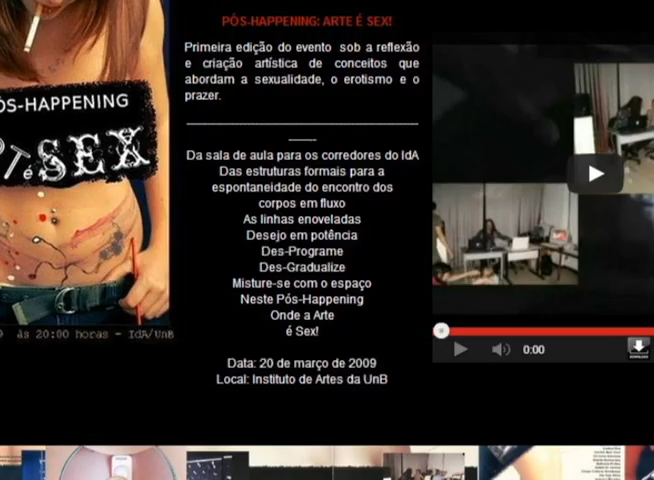 PÓS-HAPPENING: ARTE É SEX!
Primeira edição do evento sob a reflexão
e criação artística de conceitos que
abordam a sexualidade, o erotismo e o
prazer.
ÓS-HAPPENING
TéSEX
às 20:00 horas - IdA/UnB
Da sala de aula para os corredores do IdA
Das estruturas formais para a
espontaneidade do encontro dos
corpos em fluxo
As linhas enoveladas
Desejo em potência
Des-Programe
Des-Gradualize
Misture-se com o espaço
Neste Pós-Happening
Onde a Arte
é Sex!
Data: 20 de março de 2009
Local: Instituto de Artes da UnB
0:00